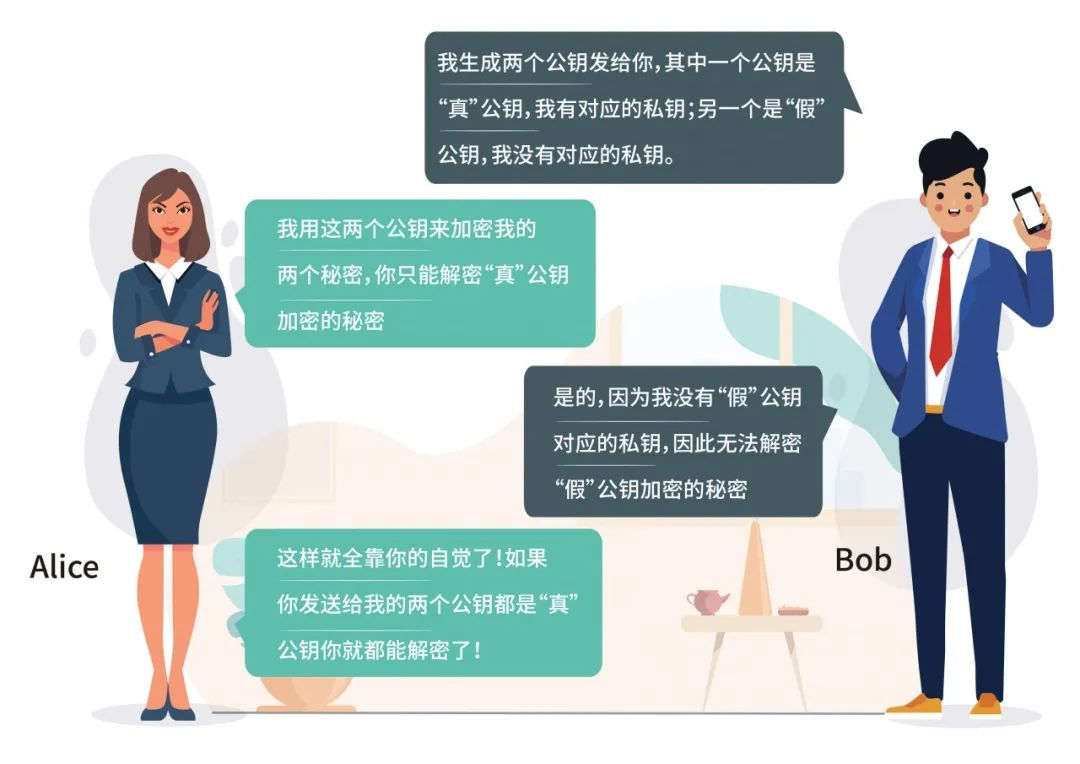 我生成两个公钥发给你，其中一个公钥是
“真”公钥，我有对应的私钥；另一个是“假”
公钥，我没有对应的私钥。
我用这两个公钥来加密我的
两个秘密，你只能解密“真”公钥
加密的秘密
是的，因为我没有“假”公钥
对应的私钥，因此无法解密
“假”公钥加密的秘密
Alice
Bob
这样就全靠你的自觉了！如果
你发送给我的两个公钥都是“真”
公钥你就都能解密了！